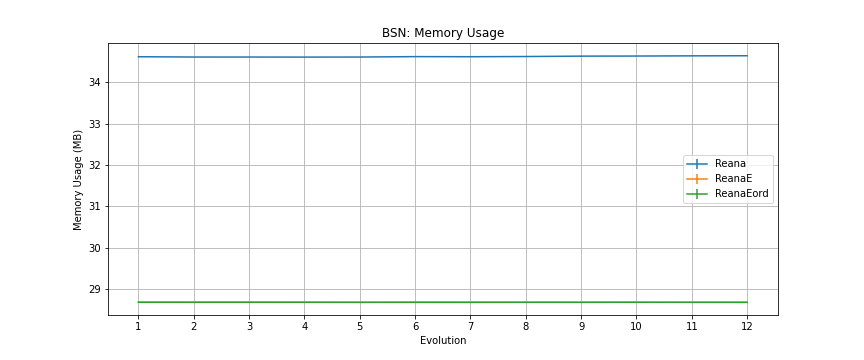 BSN: Memory Usage
Memory Usage (MB)
34
33
32
31
30
29
Reana
ReanaE
ReanaEord
1 2 3 4 5 6 7 8 9 10 11 12
Evolution